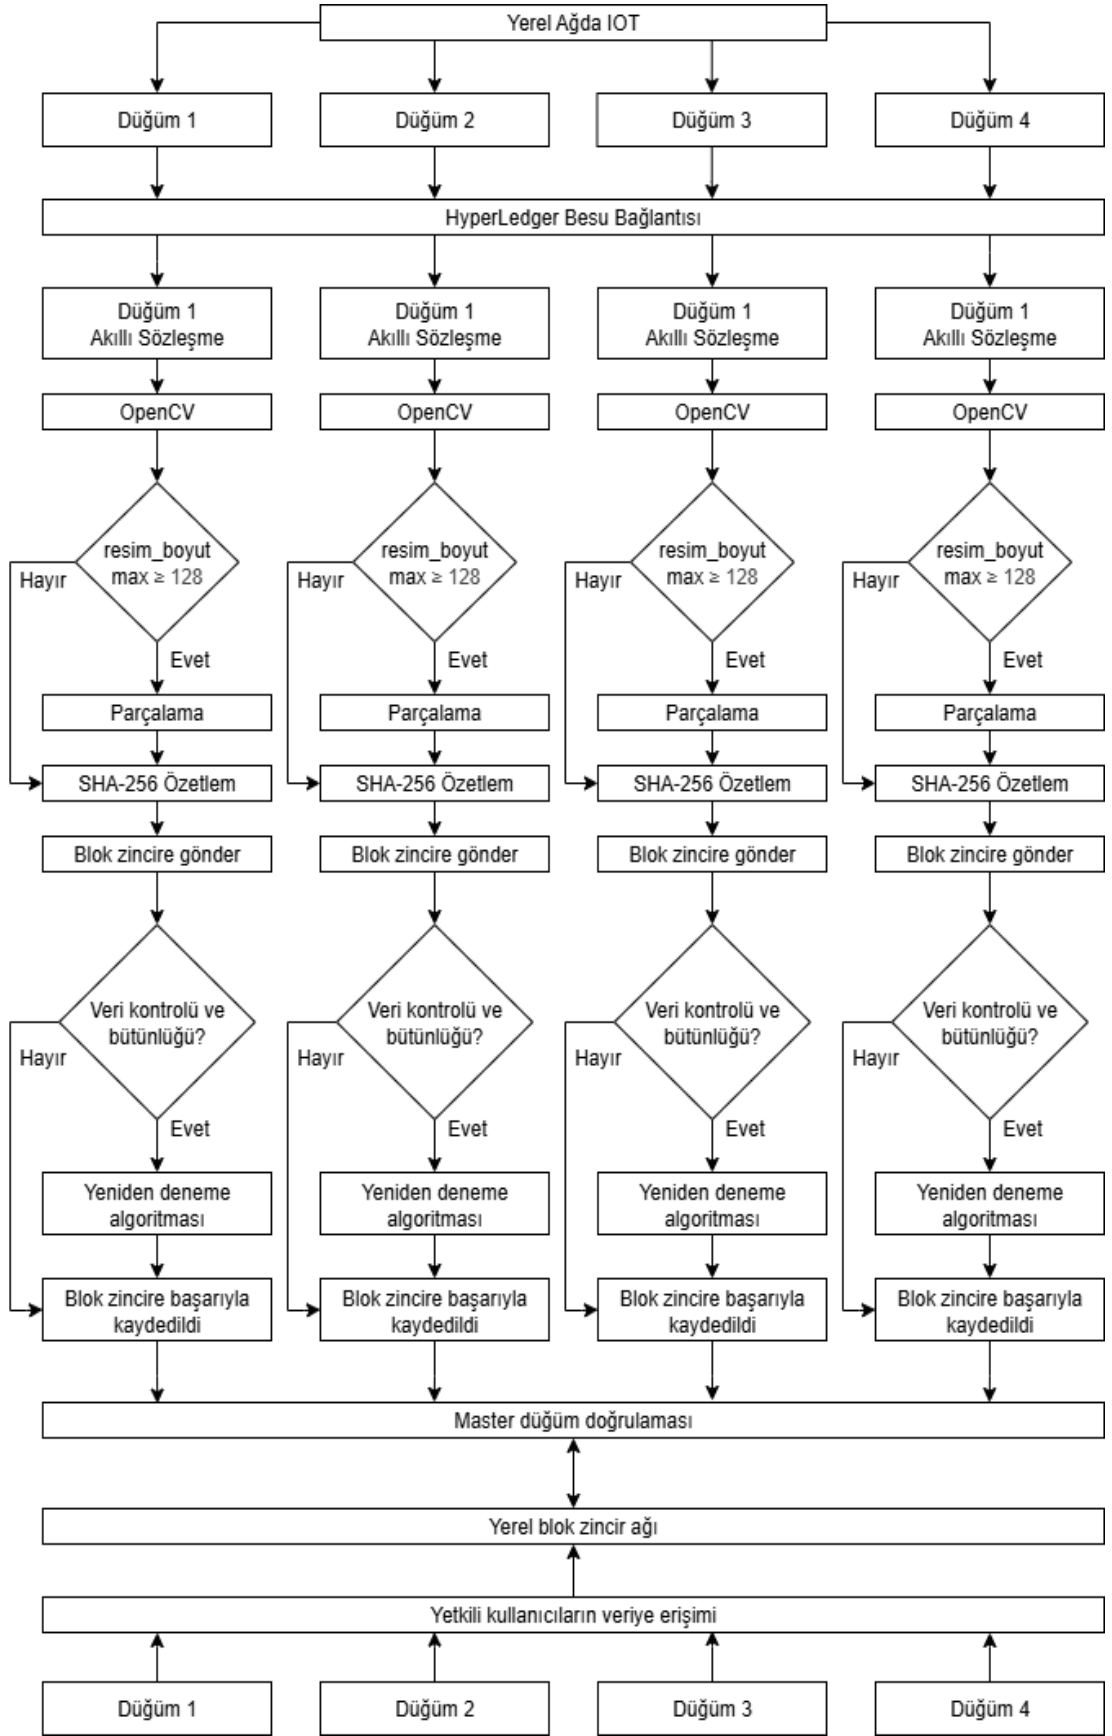 Yerel Ağda IOT
Düğüm 1
Düğüm 2
Düğüm 3
Düğüm 4
HyperLedger Besu Bağlantısı
Düğüm 1
Akıllı Sözleşme
Düğüm 1
Akıllı Sözleşme
Düğüm 1
Akıllı Sözleşme
Düğüm 1
Akıllı Sözleşme
OpenCV
OpenCV
OpenCV
OpenCV
resim_boyut
max ≥ 128
Hayır
Evet
resim_boyut
max ≥ 128
Hayır
Evet
resim_boyut
max ≥ 128
Hayır
Evet
resim_boyut
max ≥ 128
Hayır
Evet
Parçalama
Parçalama
Parçalama
Parçalama
SHA-256 Özetlem
SHA-256 Özetlem
SHA-256 Özetlem
SHA-256 Özetlem
Blok zincire gönder
Blok zincire gönder
Blok zincire gönder
Blok zincire gönder
Veri kontrolü ve
bütünlüğü?
Hayır
Evet
Veri kontrolü ve
bütünlüğü?
Hayır
Evet
Veri kontrolü ve
bütünlüğü?
Hayır
Evet
Veri kontrolü ve
bütünlüğü?
Hayır
Evet
Yeniden deneme
algoritması
Yeniden deneme
algoritması
Yeniden deneme
algoritması
Yeniden deneme
algoritması
Blok zincire başarıyla
kaydedildi
Blok zincire başarıyla
kaydedildi
Blok zincire başarıyla
kaydedildi
Blok zincire başarıyla
kaydedildi
Master düğüm doğrulaması
Yerel blok zincir ağı
Yetkili kullanıcıların veriye erişimi
Düğüm 1
Düğüm 2
Düğüm 3
Düğüm 4